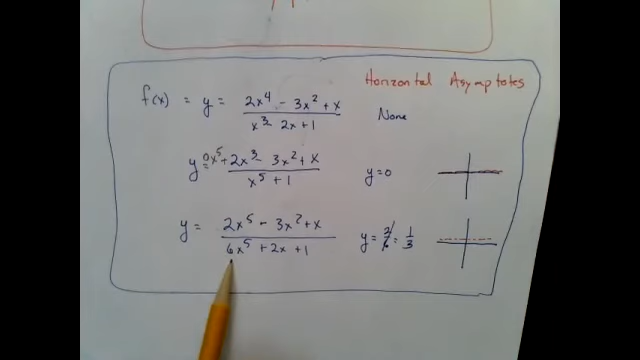 Horizontal Asymptotes
f(x) = y = (2x⁴ - 3x² + x)/(x³ - 2x + 1) None
y = (0x⁵ + 2x³ - 3x² + x)/(x⁵ + 1) y = 0
y = (2x⁵ - 3x² + x)/(6x⁵ + 2x + 1) y = 2/6 = 1/3